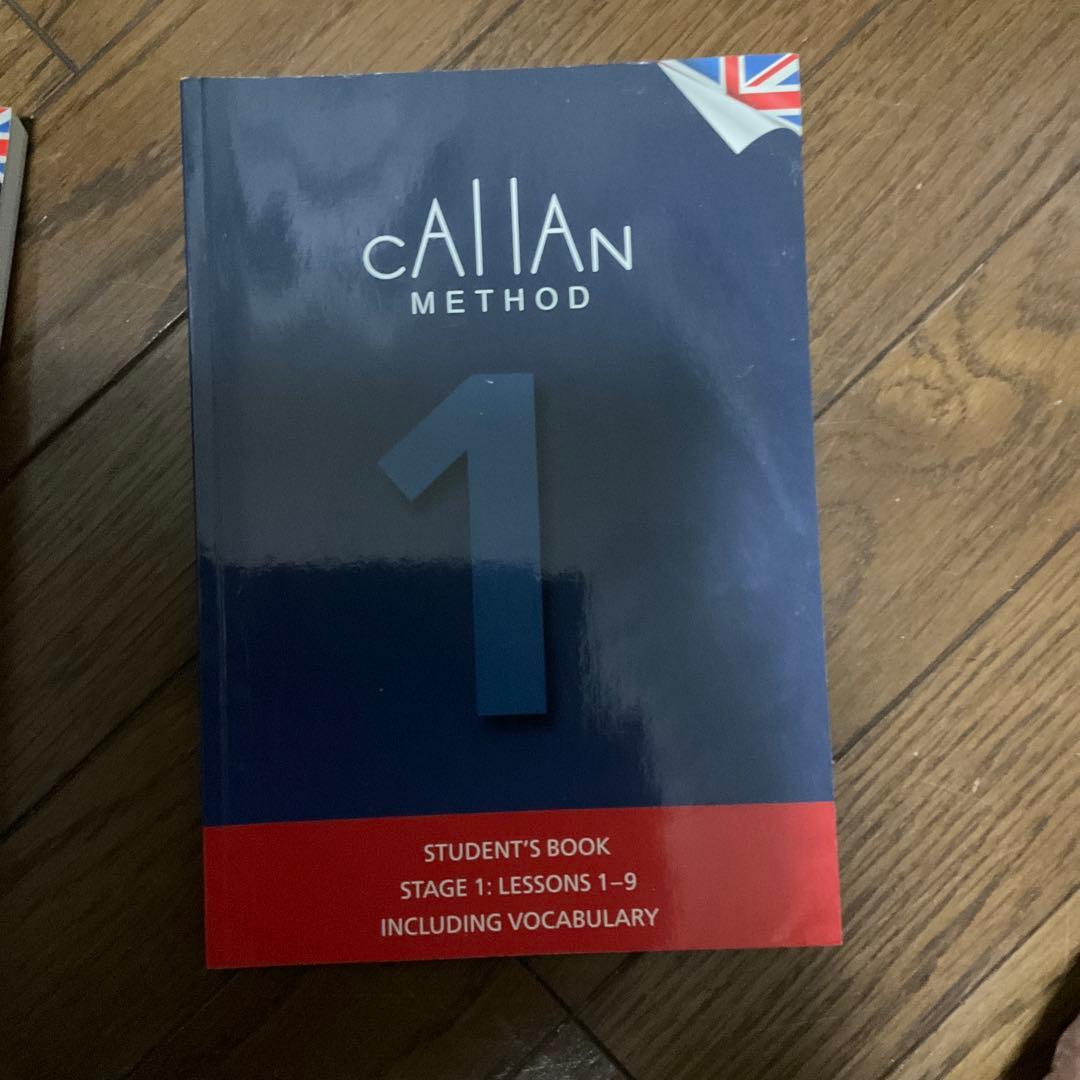 CALLAN
METHOD
1
STUDENT'S BOOK
STAGE 1: LESSONS 1–9
INCLUDING VOCABULARY